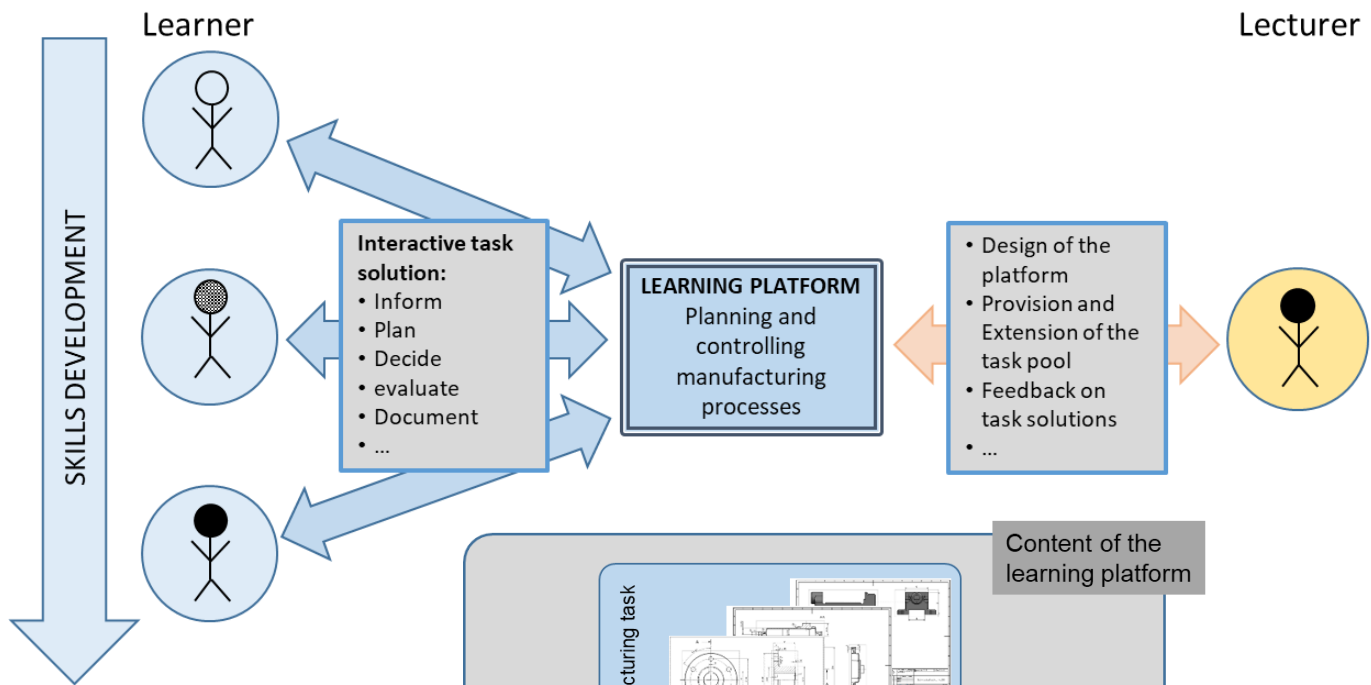 Learner
Lecturer
SKILLS DEVELOPMENT
Interactive task
solution:
• Inform
• Plan
• Decide
• evaluate
• Document
• ...
LEARNING PLATFORM
Planning and
controlling
manufacturing
processes
• Design of the
platform
• Provision and
Extension of the
task pool
• Feedback on
task solutions
• ...
Content of the
learning platform
cturing task